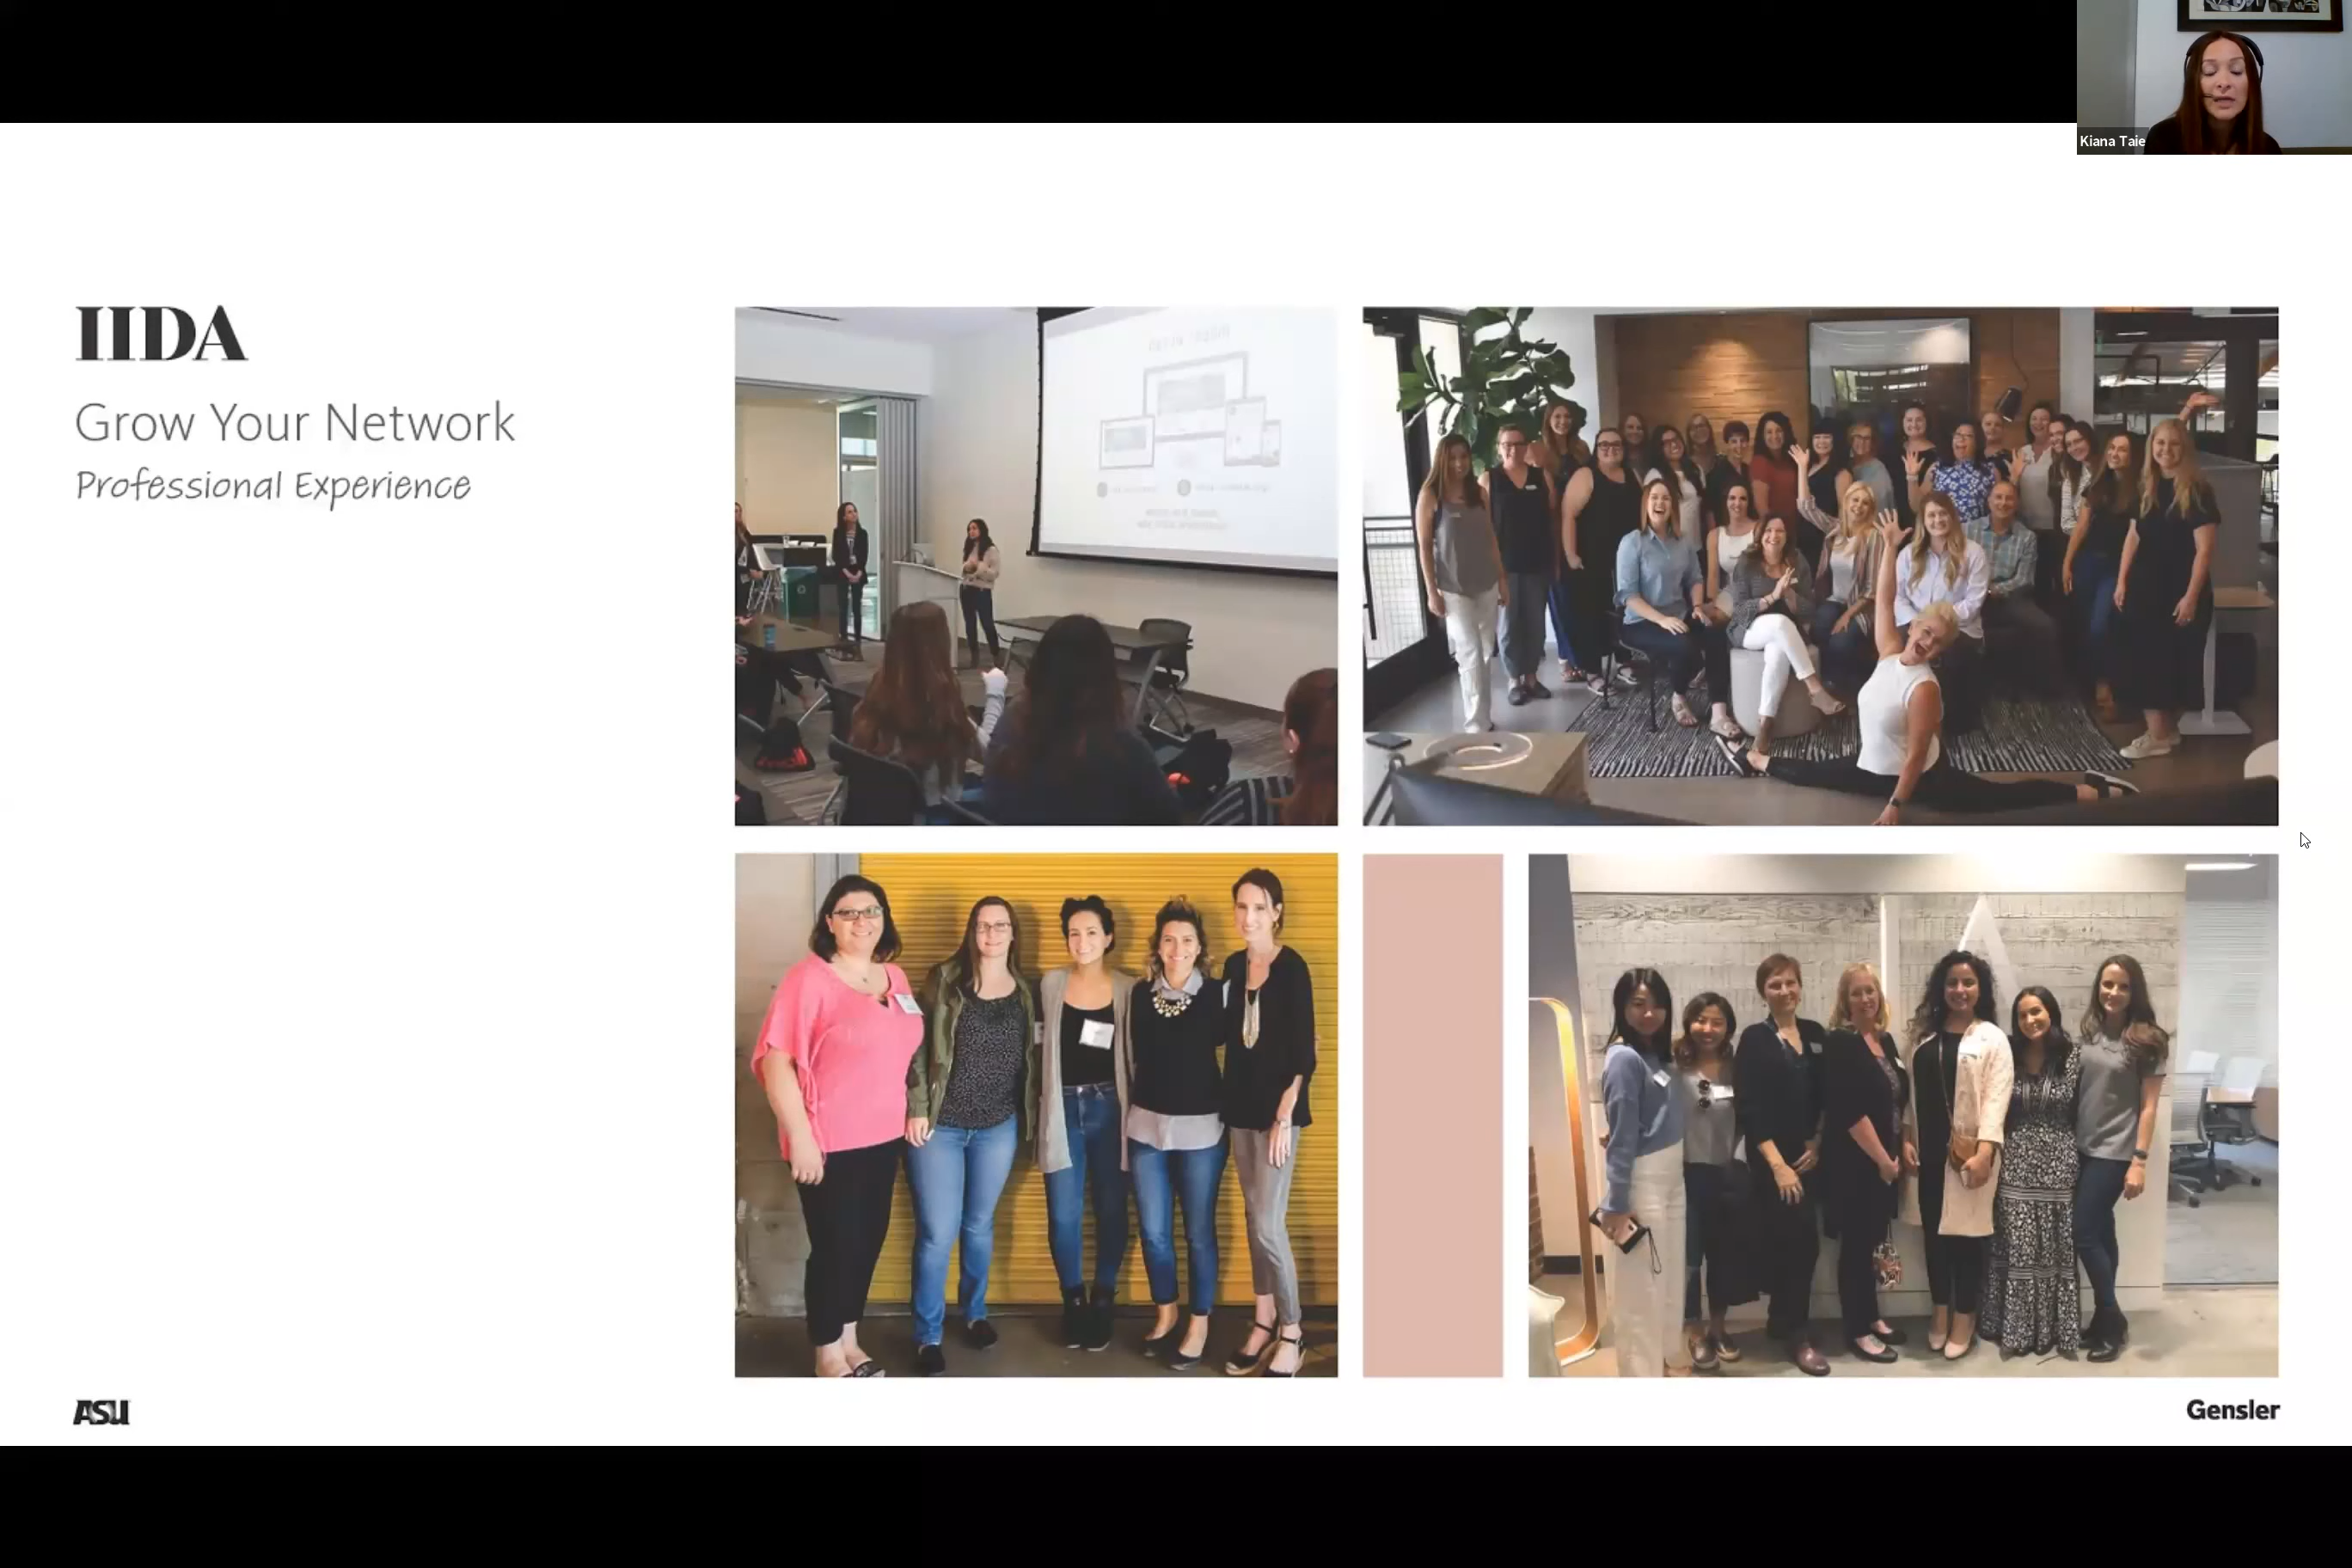 Kiana Taie
IIDA
Grow Your Network
Professional Experience
ASU
Gensler